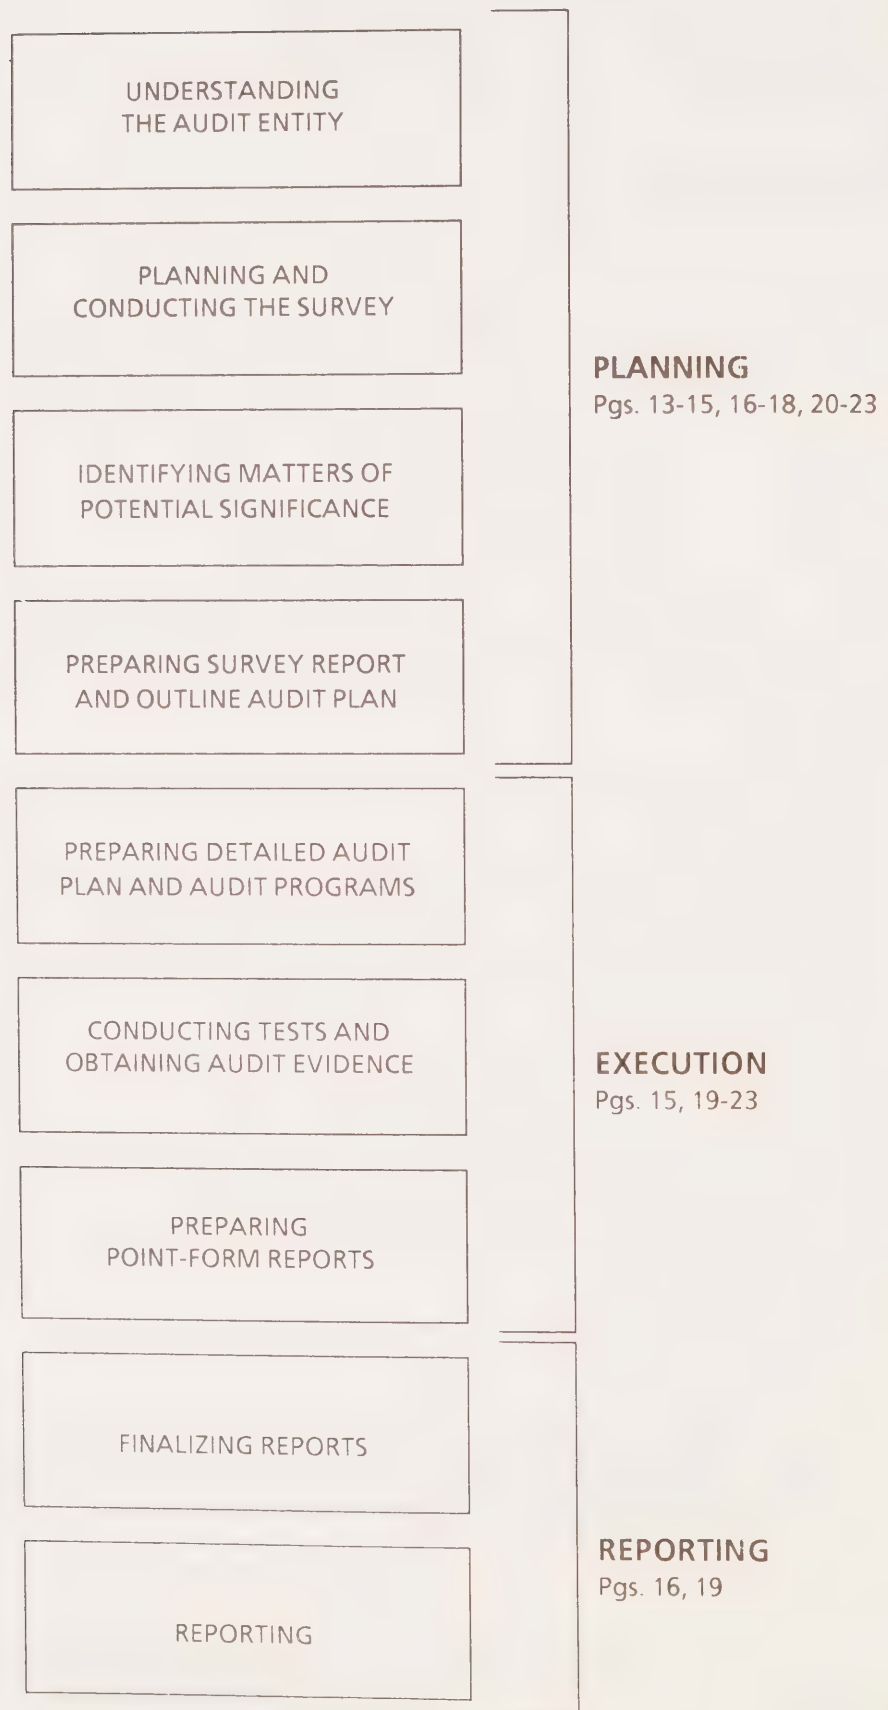 UNDERSTANDING
THE AUDIT ENTITY
PLANNING AND
CONDUCTING THE SURVEY
IDENTIFYING MATTERS OF
POTENTIAL SIGNIFICANCE
PREPARING SURVEY REPORT
AND OUTLINE AUDIT PLAN
PLANNING
Pgs. 13-15, 16-18, 20-23
PREPARING DETAILED AUDIT
PLAN AND AUDIT PROGRAMS
CONDUCTING TESTS AND
OBTAINING AUDIT EVIDENCE
PREPARING
POINT-FORM REPORTS
EXECUTION
Pgs. 15, 19-23
FINALIZING REPORTS
REPORTING
REPORTING
Pgs. 16, 19